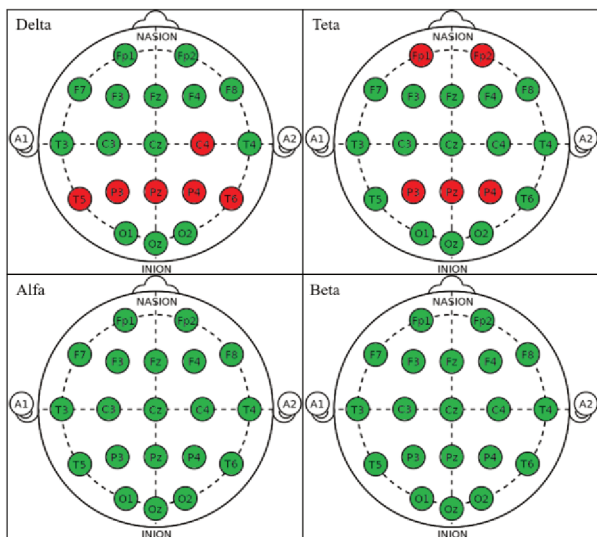 Delta
NASION
Fp1 Fp2
F7 F3 Fz F4 F8
A1 T3 C3 Cz C4 T4 A2
T5 P3 Pz P4 T6
O1 Oz O2
INION
Teta
NASION
Fp1 Fp2
F7 F3 Fz F4 F8
A1 T3 C3 Cz C4 T4 A2
T5 P3 Pz P4 T6
O1 Oz O2
INION
Alfa
NASION
Fp1 Fp2
F7 F3 Fz F4 F8
A1 T3 C3 Cz C4 T4 A2
T5 P3 Pz P4 T6
O1 Oz O2
INION
Beta
NASION
Fp1 Fp2
F7 F3 Fz F4 F8
A1 T3 C3 Cz C4 T4 A2
T5 P3 Pz P4 T6
O1 Oz O2
INION